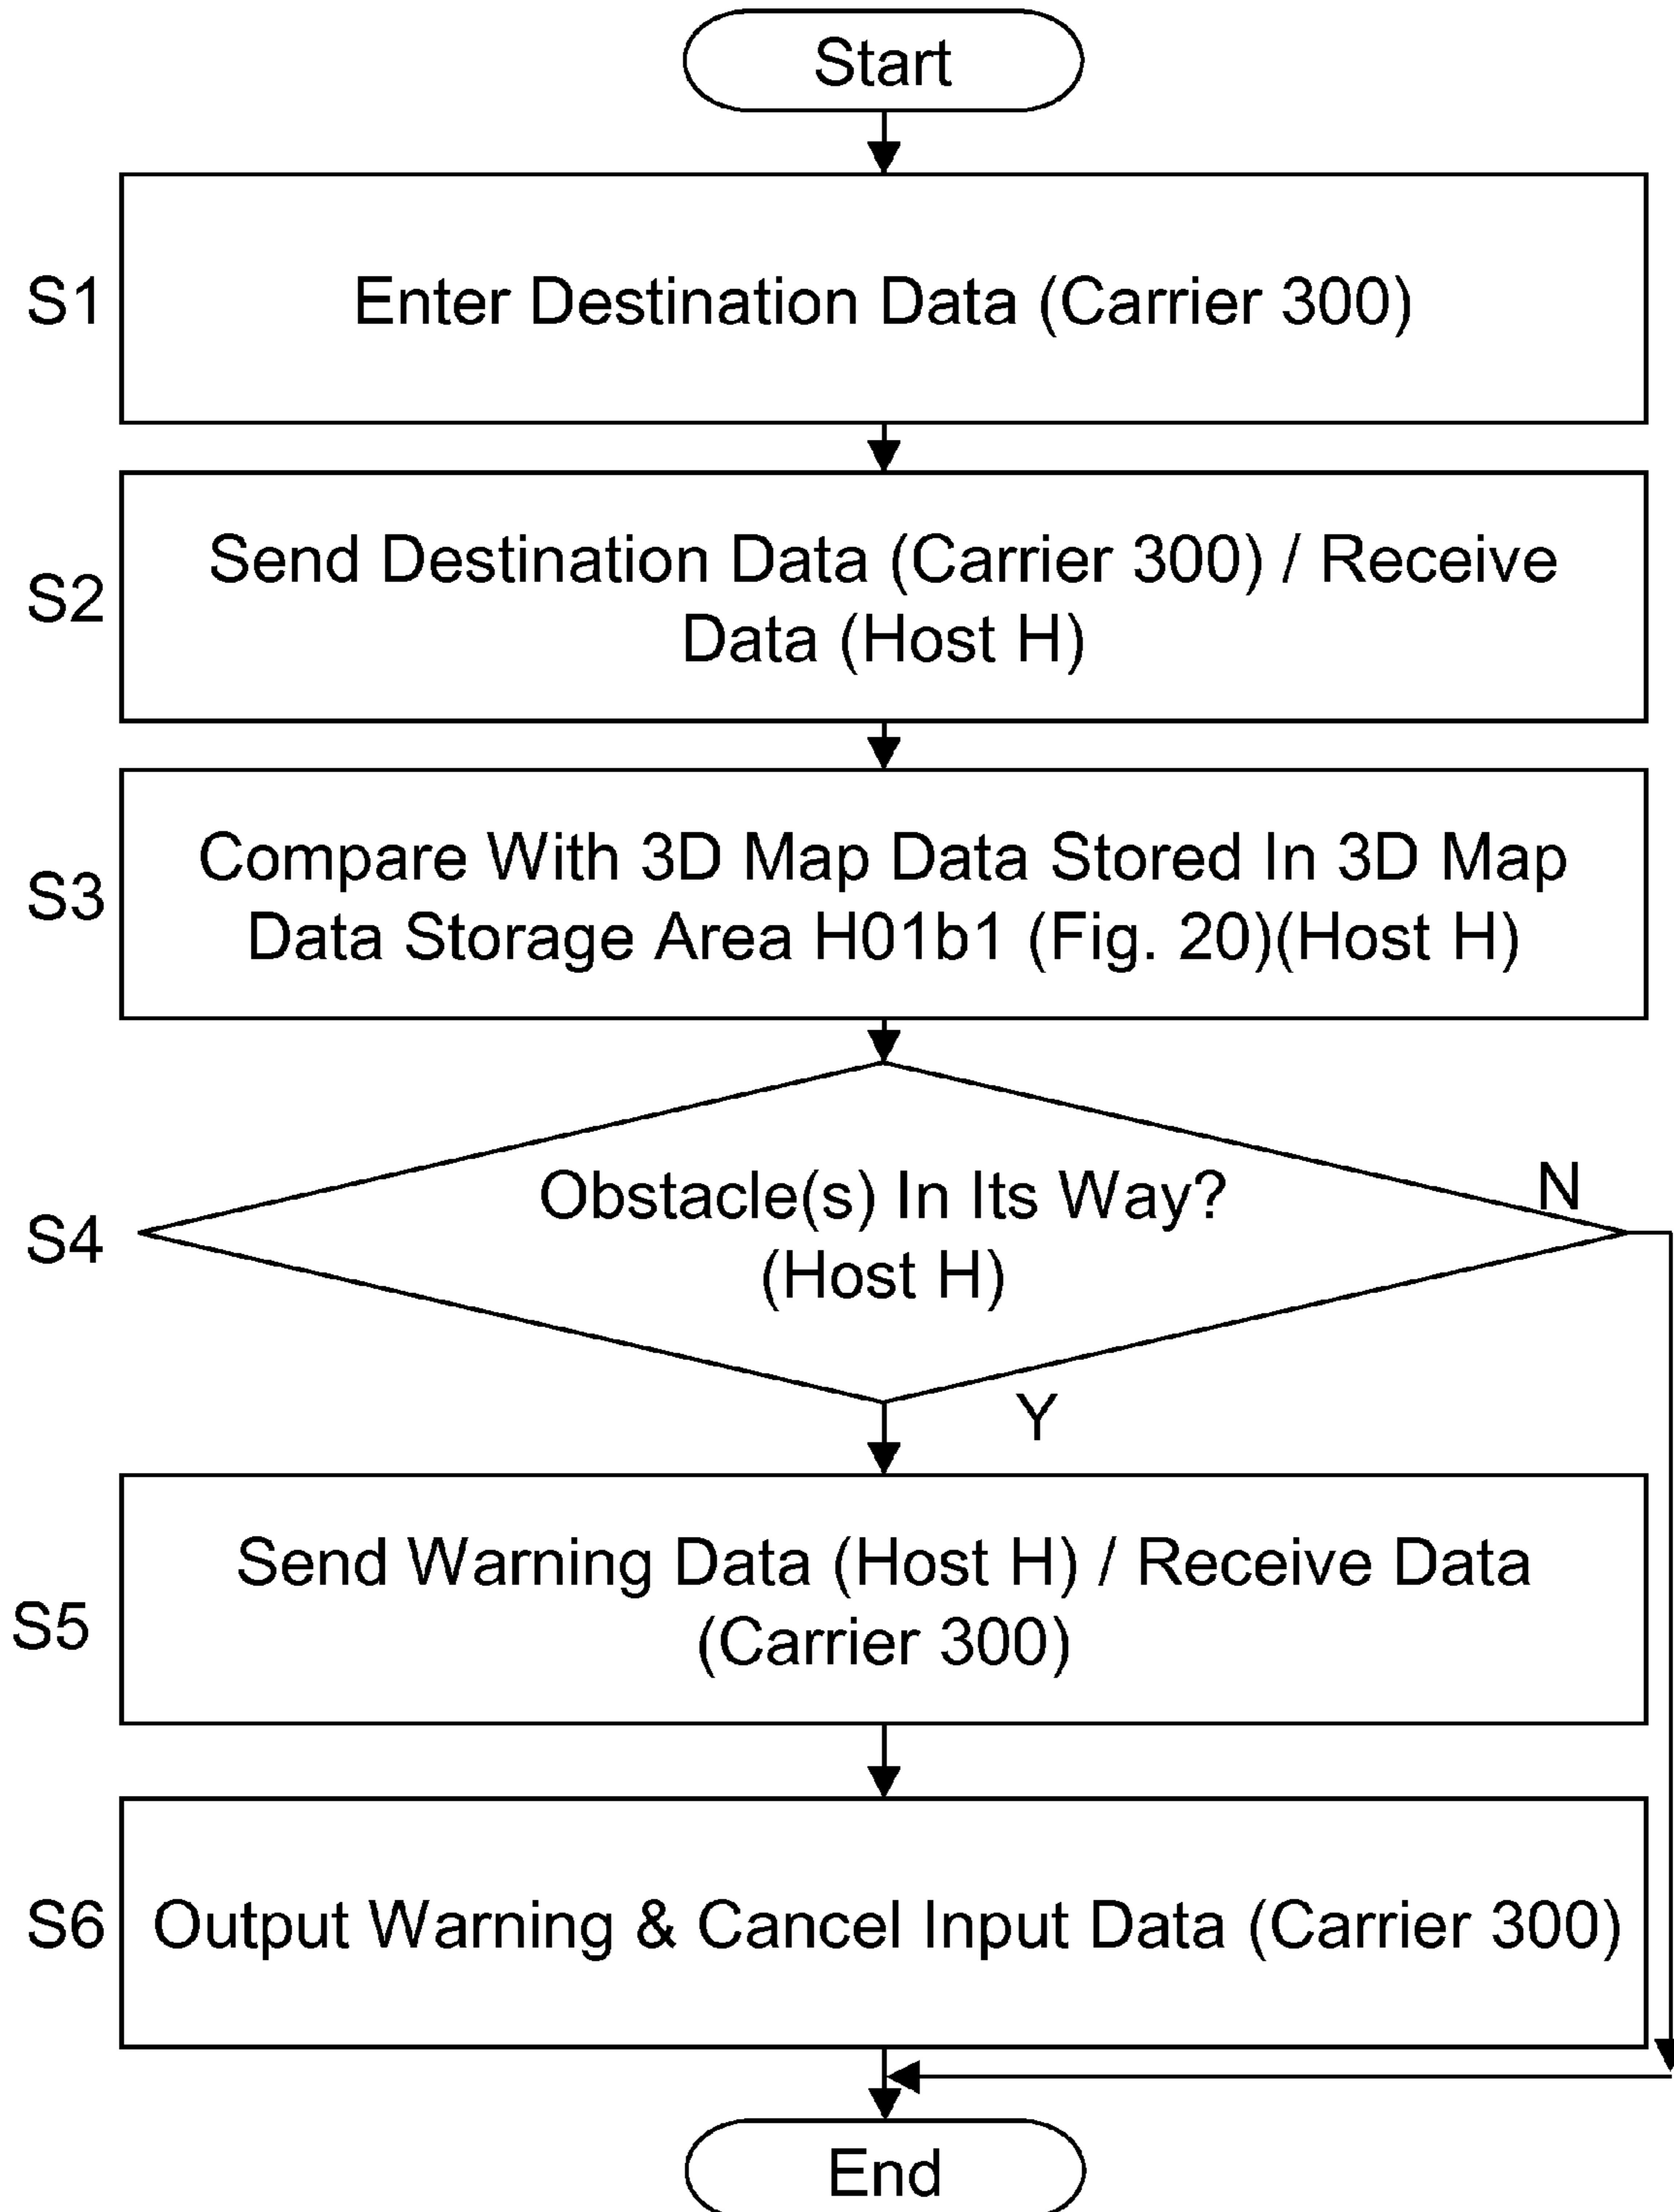 Start
S1
Enter Destination Data (Carrier 300)
S2
Send Destination Data (Carrier 300) / Receive
Data (Host H)
S3
Compare With 3D Map Data Stored In 3D Map
Data Storage Area H01b1 (Fig. 20)(Host H)
S4
Obstacle(s) In Its Way?
(Host H)
N
Y
S5
Send Warning Data (Host H) / Receive Data
(Carrier 300)
S6
Output Warning & Cancel Input Data (Carrier 300)
End